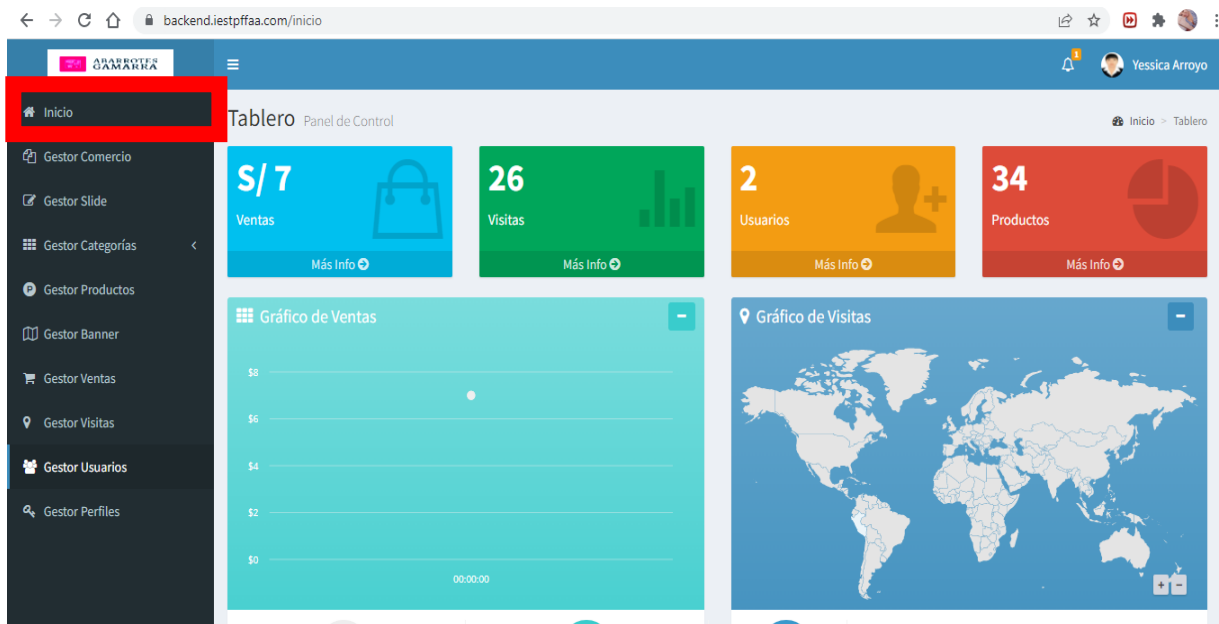 backend.iestpffaa.com/inicio
ABARROTES
GAMARRA
1
Yessica Arroyo
Inicio
Tablero Panel de Control
Inicio > Tablero
Gestor Comercio
Gestor Slide
Gestor Categorías
Gestor Productos
Gestor Banner
Gestor Ventas
Gestor Visitas
Gestor Usuarios
Gestor Perfiles
S/ 7
Ventas
Más Info
26
Visitas
Más Info
2
Usuarios
Más Info
34
Productos
Más Info
Gráfico de Ventas
$8
$6
$4
$2
$0
00:00:00
Gráfico de Visitas
+ -